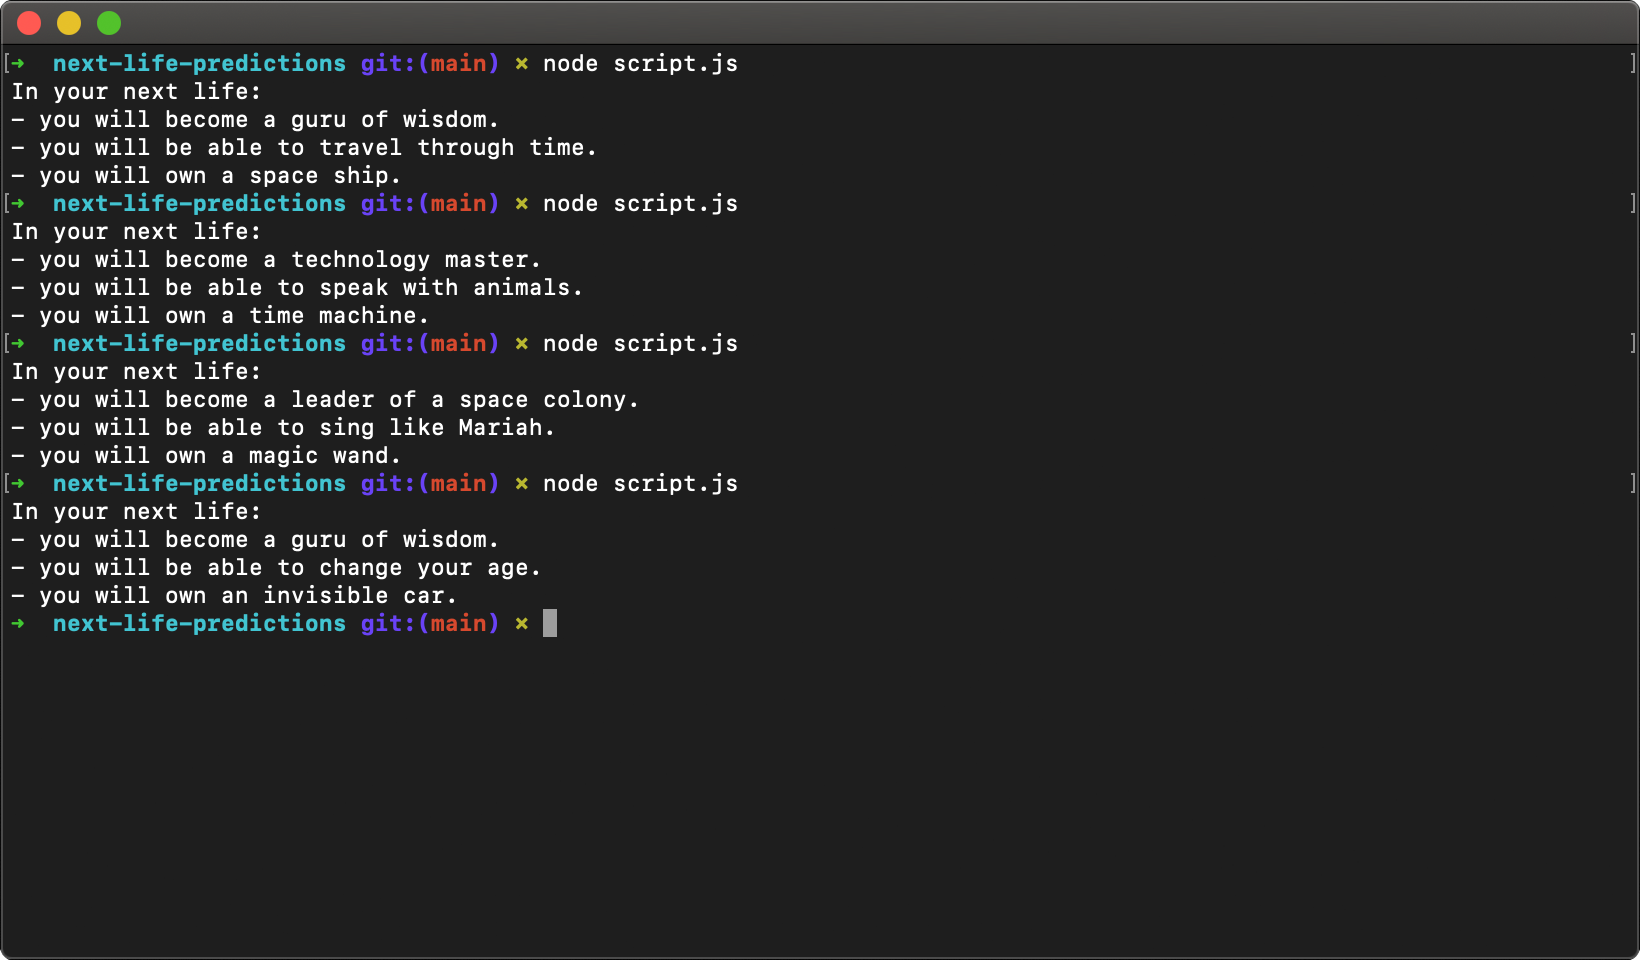 [➜  next-life-predictions git:(main) × node script.js ]
In your next life:
- you will become a guru of wisdom.
- you will be able to travel through time.
- you will own a space ship.
[➜  next-life-predictions git:(main) × node script.js ]
In your next life:
- you will become a technology master.
- you will be able to speak with animals.
- you will own a time machine.
[➜  next-life-predictions git:(main) × node script.js ]
In your next life:
- you will become a leader of a space colony.
- you will be able to sing like Mariah.
- you will own a magic wand.
[➜  next-life-predictions git:(main) × node script.js ]
In your next life:
- you will become a guru of wisdom.
- you will be able to change your age.
- you will own an invisible car.
➜  next-life-predictions git:(main) ×